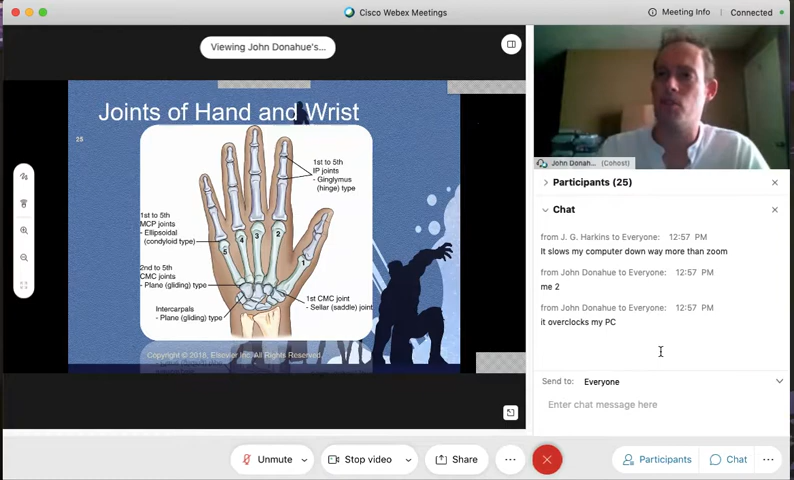 Cisco Webex Meetings
Meeting Info
Connected
Viewing John Donahue's...
Joints of Hand and Wrist
25
1st to 5th
IP joints
- Ginglymus
(hinge) type
1st to 5th
MCP joints
- Ellipsoidal
(condyloid type)
5
4
3
2
1
2nd to 5th
CMC joints
- Plane (gliding) type
1st CMC joint
- Sellar (saddle) joint
Intercarpals
- Plane (gliding) type
Copyright © 2018, Elsevier Inc. All Rights Reserved.
John Donah... (Cohost)
Participants (25)
Chat
from J. G. Harkins to Everyone: 12:57 PM
It slows my computer down way more than zoom
from John Donahue to Everyone: 12:57 PM
me 2
from John Donahue to Everyone: 12:57 PM
it overclocks my PC
Send to: Everyone
Enter chat message here
Unmute
Stop video
Share
Participants
Chat